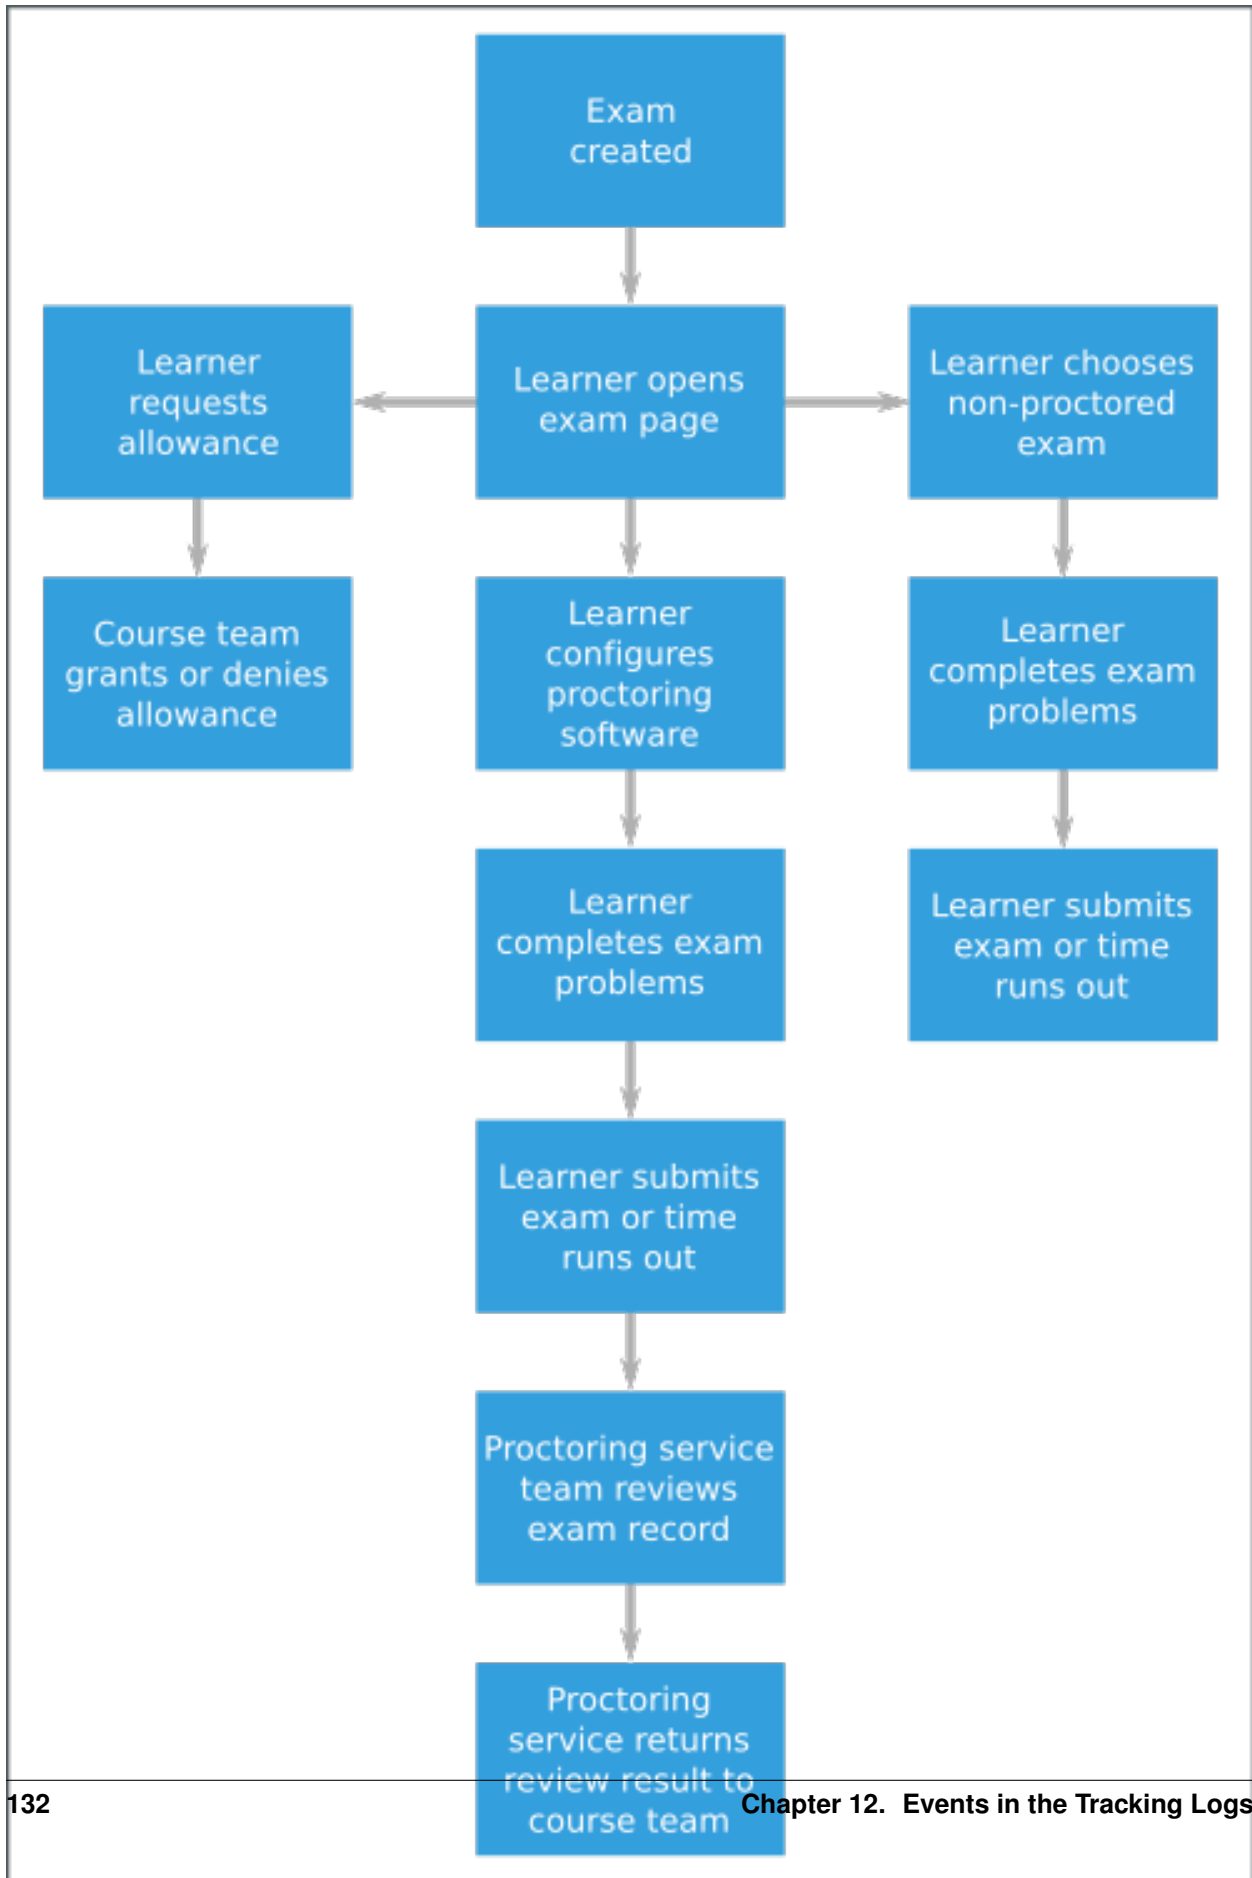 Exam
created
Learner
requests
allowance
Learner opens
exam page
Learner chooses
non-proctored
exam
Course team
grants or denies
allowance
Learner
configures
proctoring
software
Learner
completes exam
problems
Learner
completes exam
problems
Learner submits
exam or time
runs out
Learner submits
exam or time
runs out
Proctoring service
team reviews
exam record
Proctoring
service returns
review result to
course team
132
Chapter 12. Events in the Tracking Logs